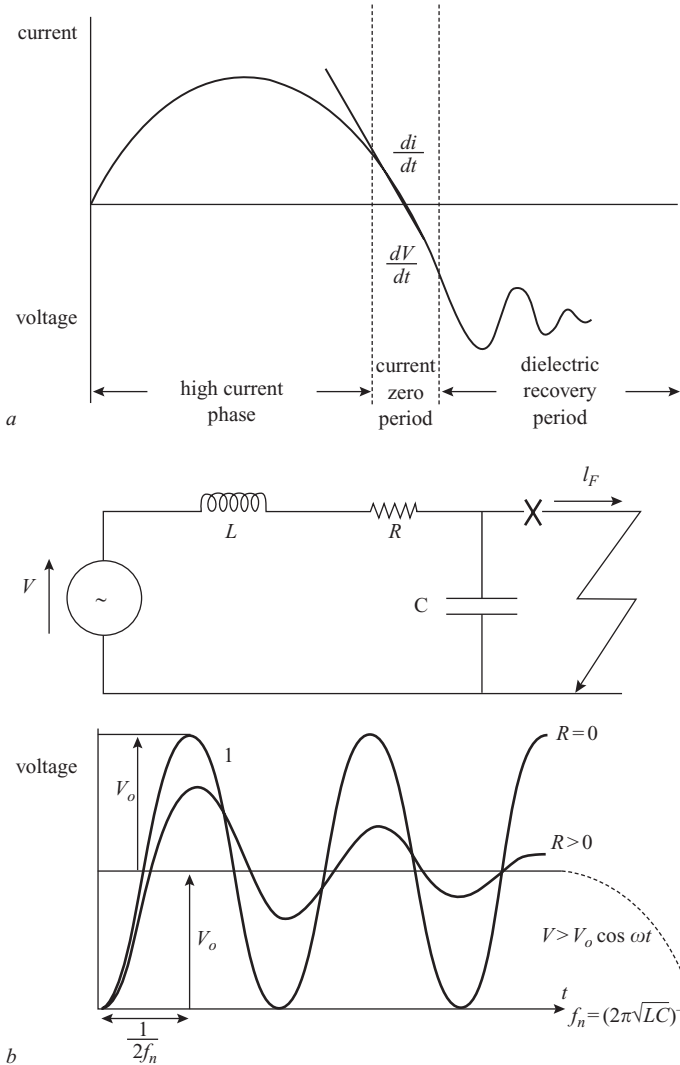 current
di
dt
dV
dt
voltage
high current
phase
current
zero
period
dielectric
recovery
period
a
l_F
L
R
V
~
C
voltage
V_o
1
R=0
R>0
V_o
V> V_o cos ωt
t
1
2f_n
f_n=(2π√LC)⁻
b